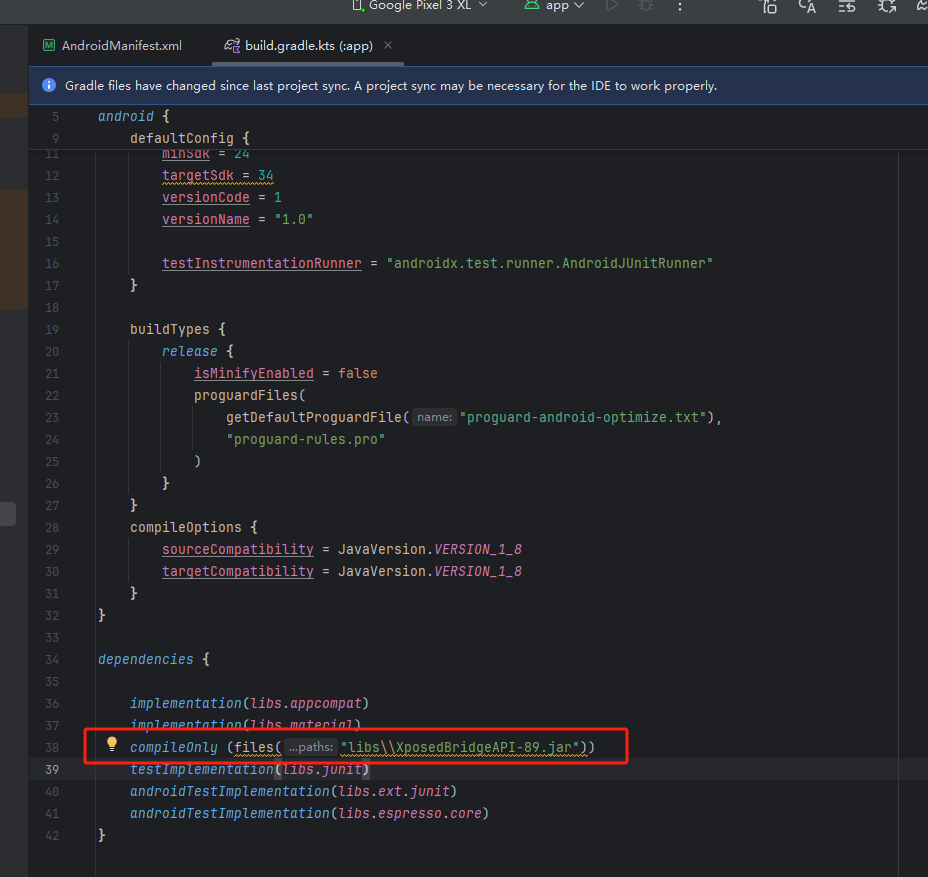 Google Pixel 3 XL app
AndroidManifest.xml build.gradle.kts (:app)
Gradle files have changed since last project sync. A project sync may be necessary for the IDE to work properly.
5 android {
9 defaultConfig {
11 minSdk = 24
12 targetSdk = 34
13 versionCode = 1
14 versionName = "1.0"
15
16 testInstrumentationRunner = "androidx.test.runner.AndroidJUnitRunner"
17 }
18
19 buildTypes {
20 release {
21 isMinifyEnabled = false
22 proguardFiles(
23 getDefaultProguardFile( name: "proguard-android-optimize.txt"),
24 "proguard-rules.pro"
25 )
26 }
27 }
28 compileOptions {
29 sourceCompatibility = JavaVersion.VERSION_1_8
30 targetCompatibility = JavaVersion.VERSION_1_8
31 }
32 }
33
34 dependencies {
35
36 implementation(libs.appcompat)
37 implementation(libs.material)
38 compileOnly (files( ...paths: "libs\\XposedBridgeAPI-89.jar"))
39 testImplementation(libs.junit)
40 androidTestImplementation(libs.ext.junit)
41 androidTestImplementation(libs.espresso.core)
42 }